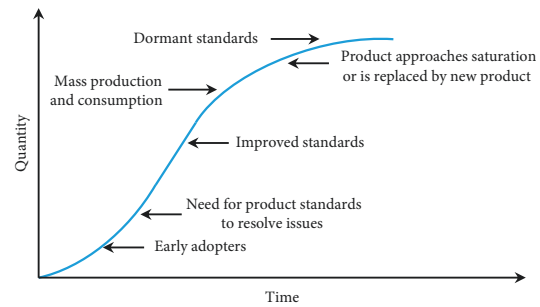 Dormant standards
Product approaches saturation
or is replaced by new product
Mass production
and consumption
Improved standards
Need for product standards
to resolve issues
Early adopters
Quantity
Time